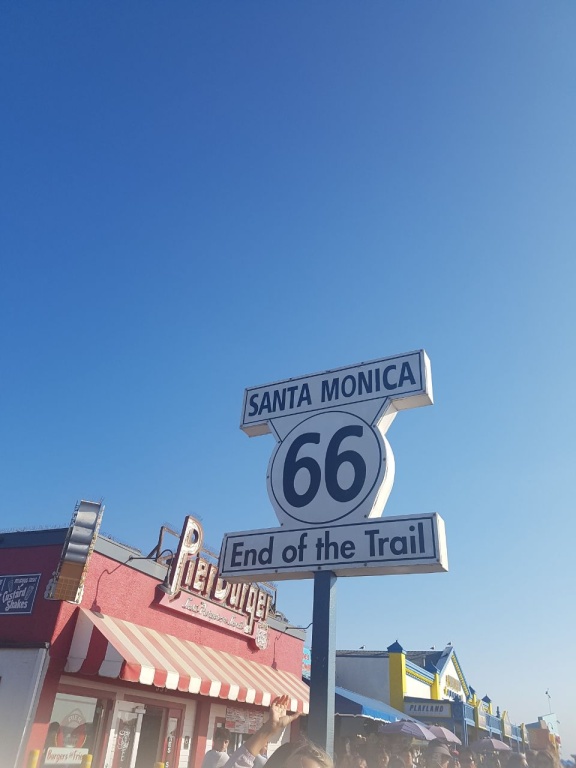 SANTA MONICA
66
End of the Trail
Pier Burger
Custard
Shakes
Burgers
PLAYLAND